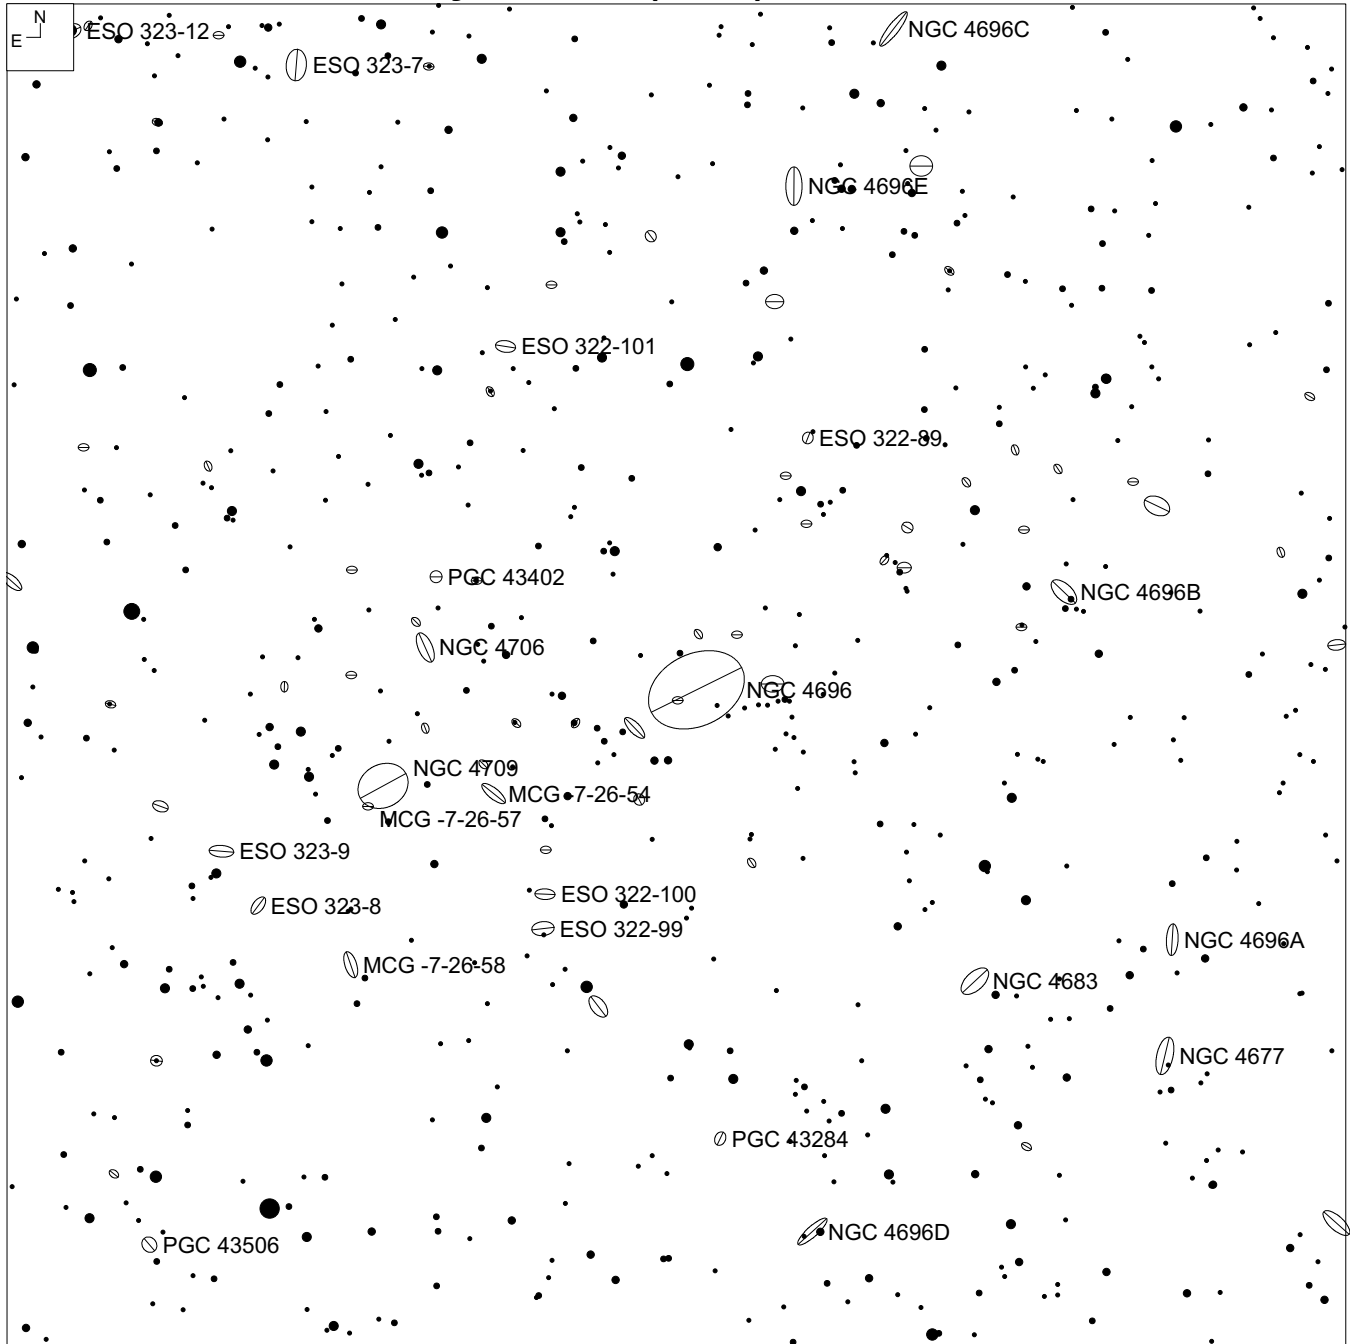 N
E
ESO 323-12
NGC 4696C
ESO 323-7
NGC 4696E
ESO 322-101
ESO 322-89
PGC 43402
NGC 4696B
NGC 4706
NGC 4696
NGC 4709
MCG -7-26-54
MCG -7-26-57
ESO 323-9
ESO 322-100
ESO 323-8
ESO 322-99
NGC 4696A
MCG -7-26-58
NGC 4683
NGC 4677
PGC 43284
NGC 4696D
PGC 43506